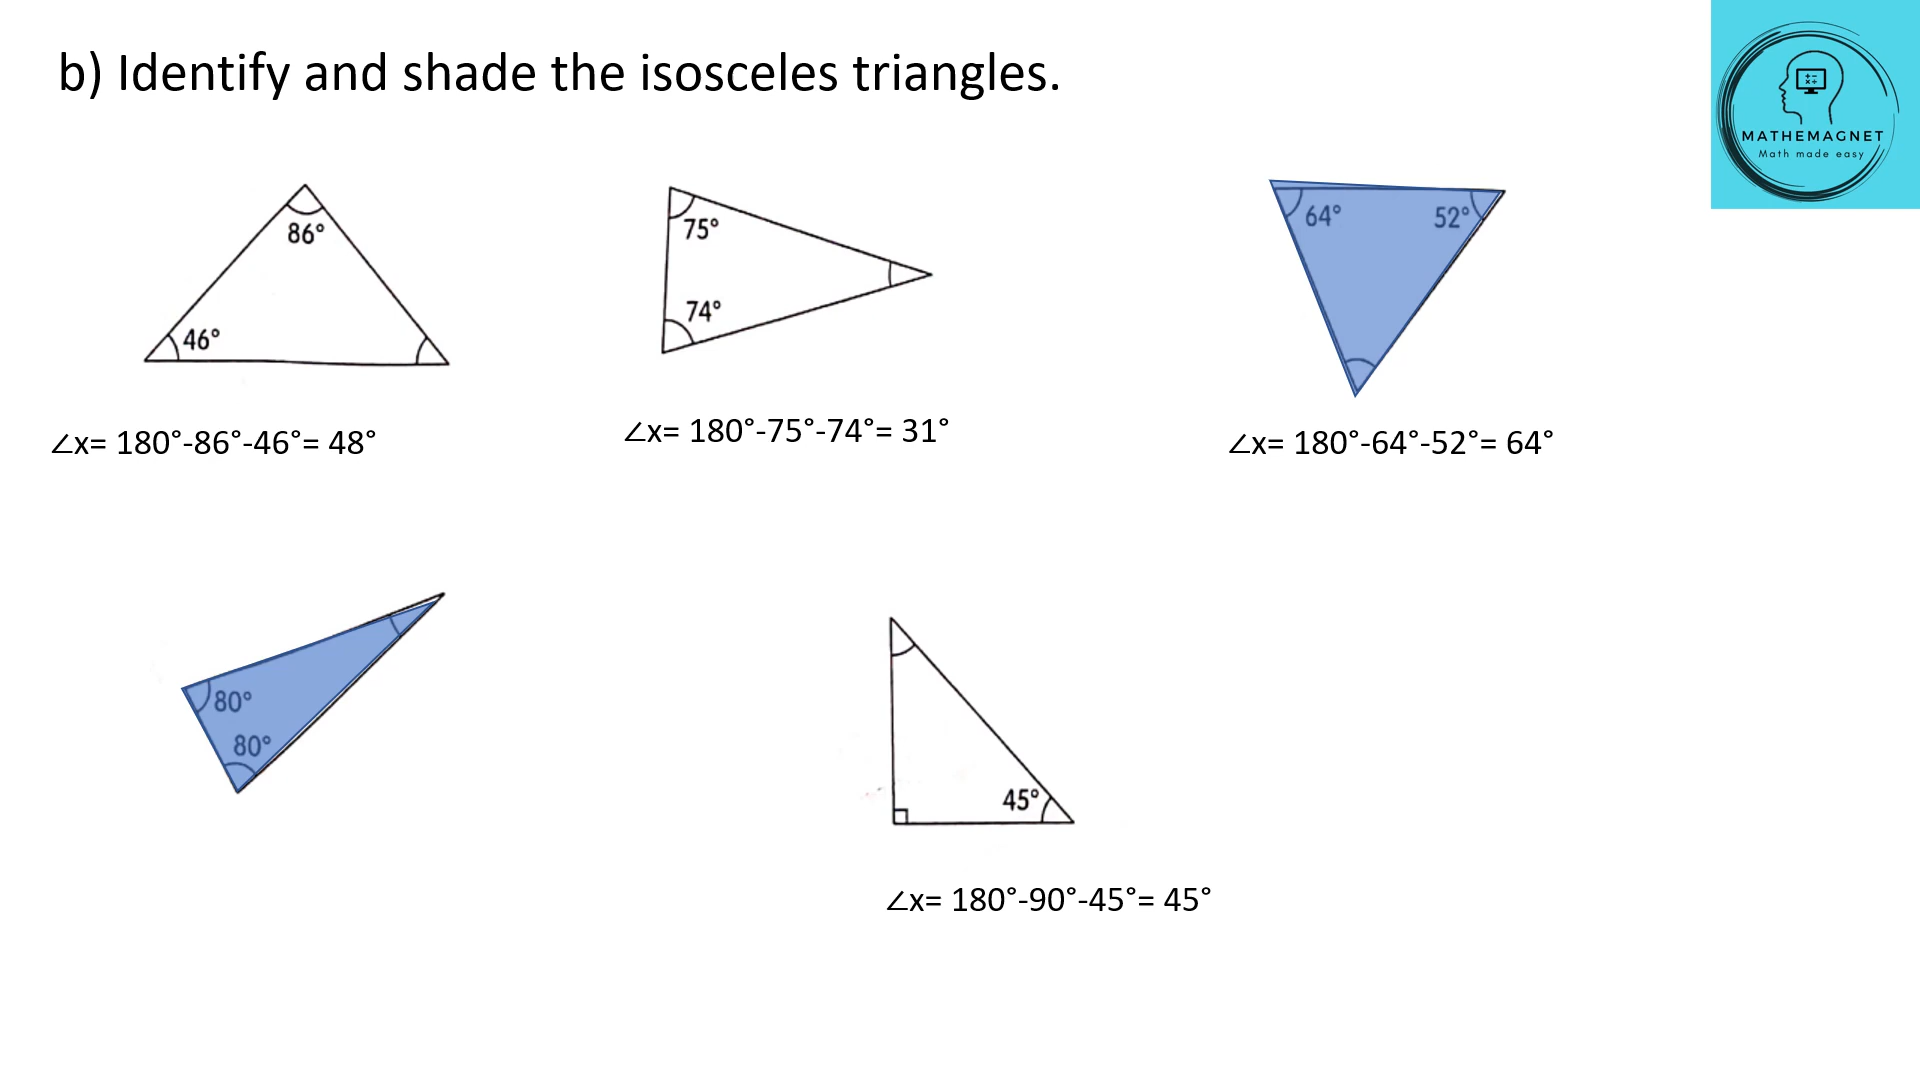 b) Identify and shade the isosceles triangles.
MATHEMAGNET
Math made easy
86°
46°
75°
74°
64° 52°
∠x= 180°-86°-46°= 48°
∠x= 180°-75°-74°= 31°
∠x= 180°-64°-52°= 64°
80°
80°
45°
∠x= 180°-90°-45°= 45°